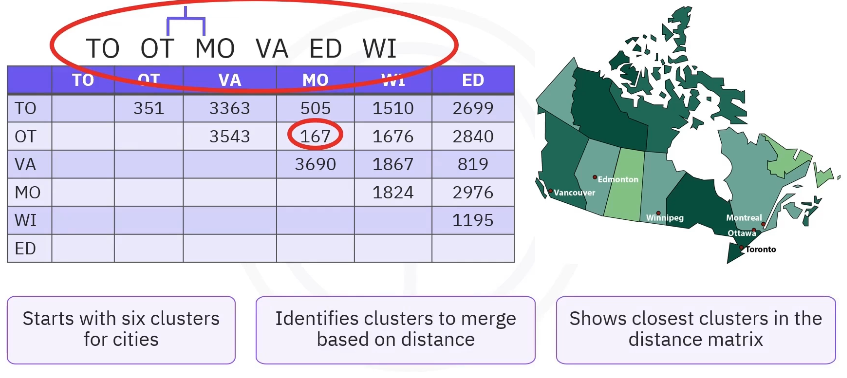 TO OT MO VA ED WI
TO OT VA MO WI ED
TO 351 3363 505 1510 2699
OT 3543 167 1676 2840
VA 3690 1867 819
MO 1824 2976
WI 1195
ED
Edmonton
Vancouver
Winnipeg
Montreal
Ottawa
Toronto
Starts with six clusters
for cities
Identifies clusters to merge
based on distance
Shows closest clusters in the
distance matrix